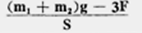 (m₁ + m₂)g − 3F
S